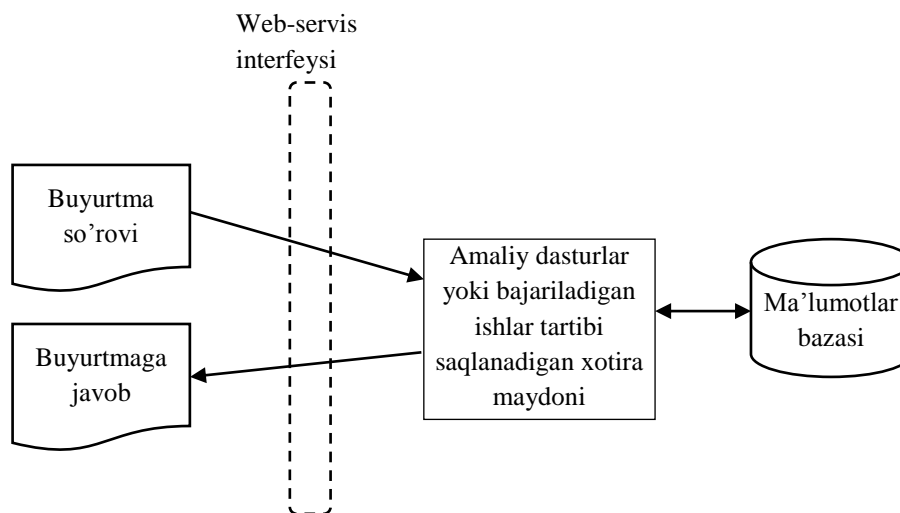 Web-servis
interfeysi
Buyurtma
so’rovi
Amaliy dasturlar
yoki bajariladigan
ishlar tartibi
saqlanadigan xotira
maydoni
Ma’lumotlar
bazasi
Buyurtmaga
javob